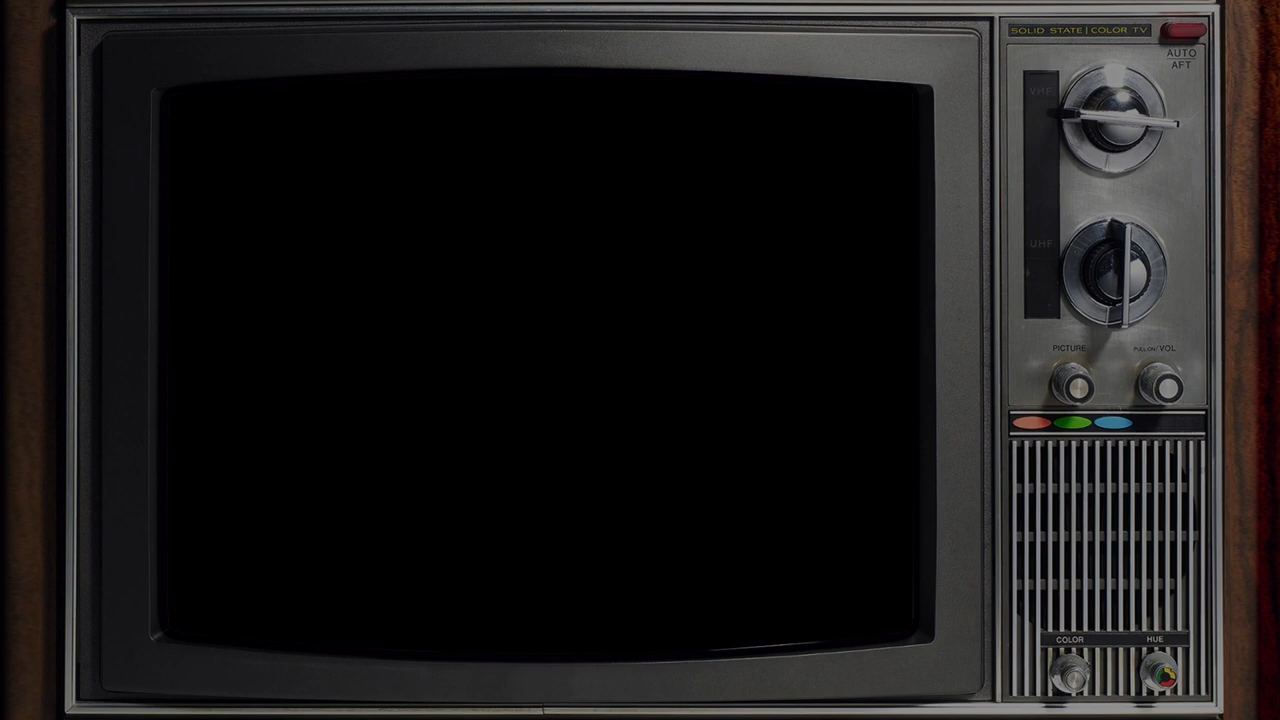 SOLID STATE | COLOR TV
AUTO
AFT
VHF
UHF
PICTURE
PULL ON/ VOL
COLOR
HUE